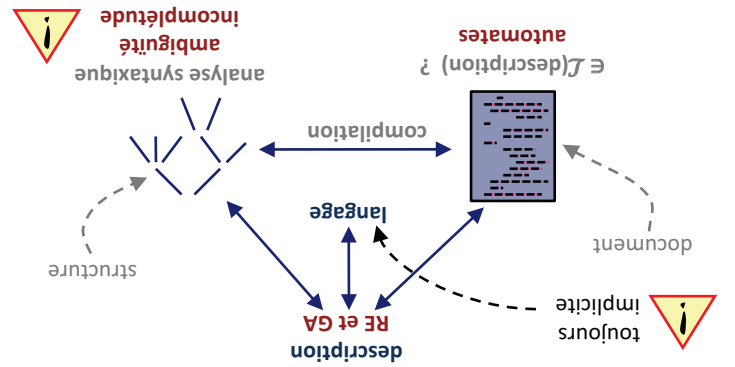 description
RE et GA
!
toujours
implicite
document
structure
langage
compilation
∈ ℒ(description) ?
automates
analyse syntaxique
ambiguïté
incomplétude
!